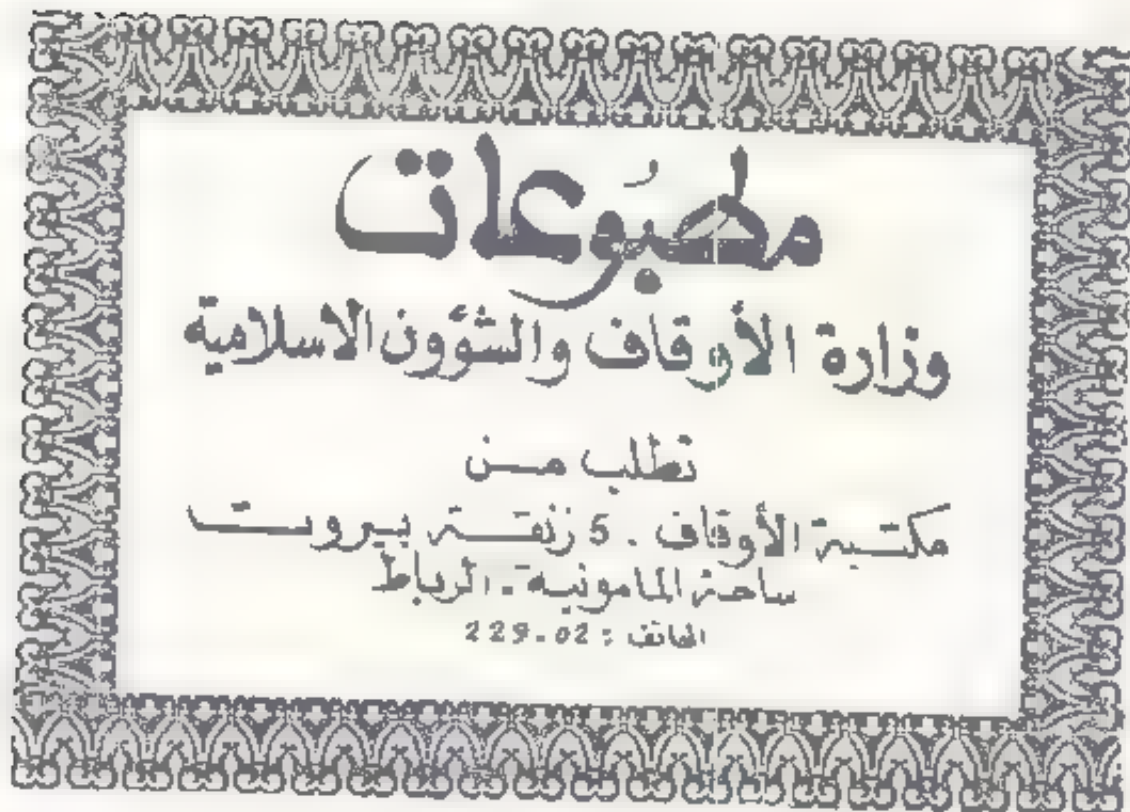 مطبوعات
وزارة الأوقاف والشؤون الاسلامية
تطلب من
مكتبة الأوقاف . 5 زنقة بيروت
ساحة المامونية - الرباط
الهاتف : 229.02